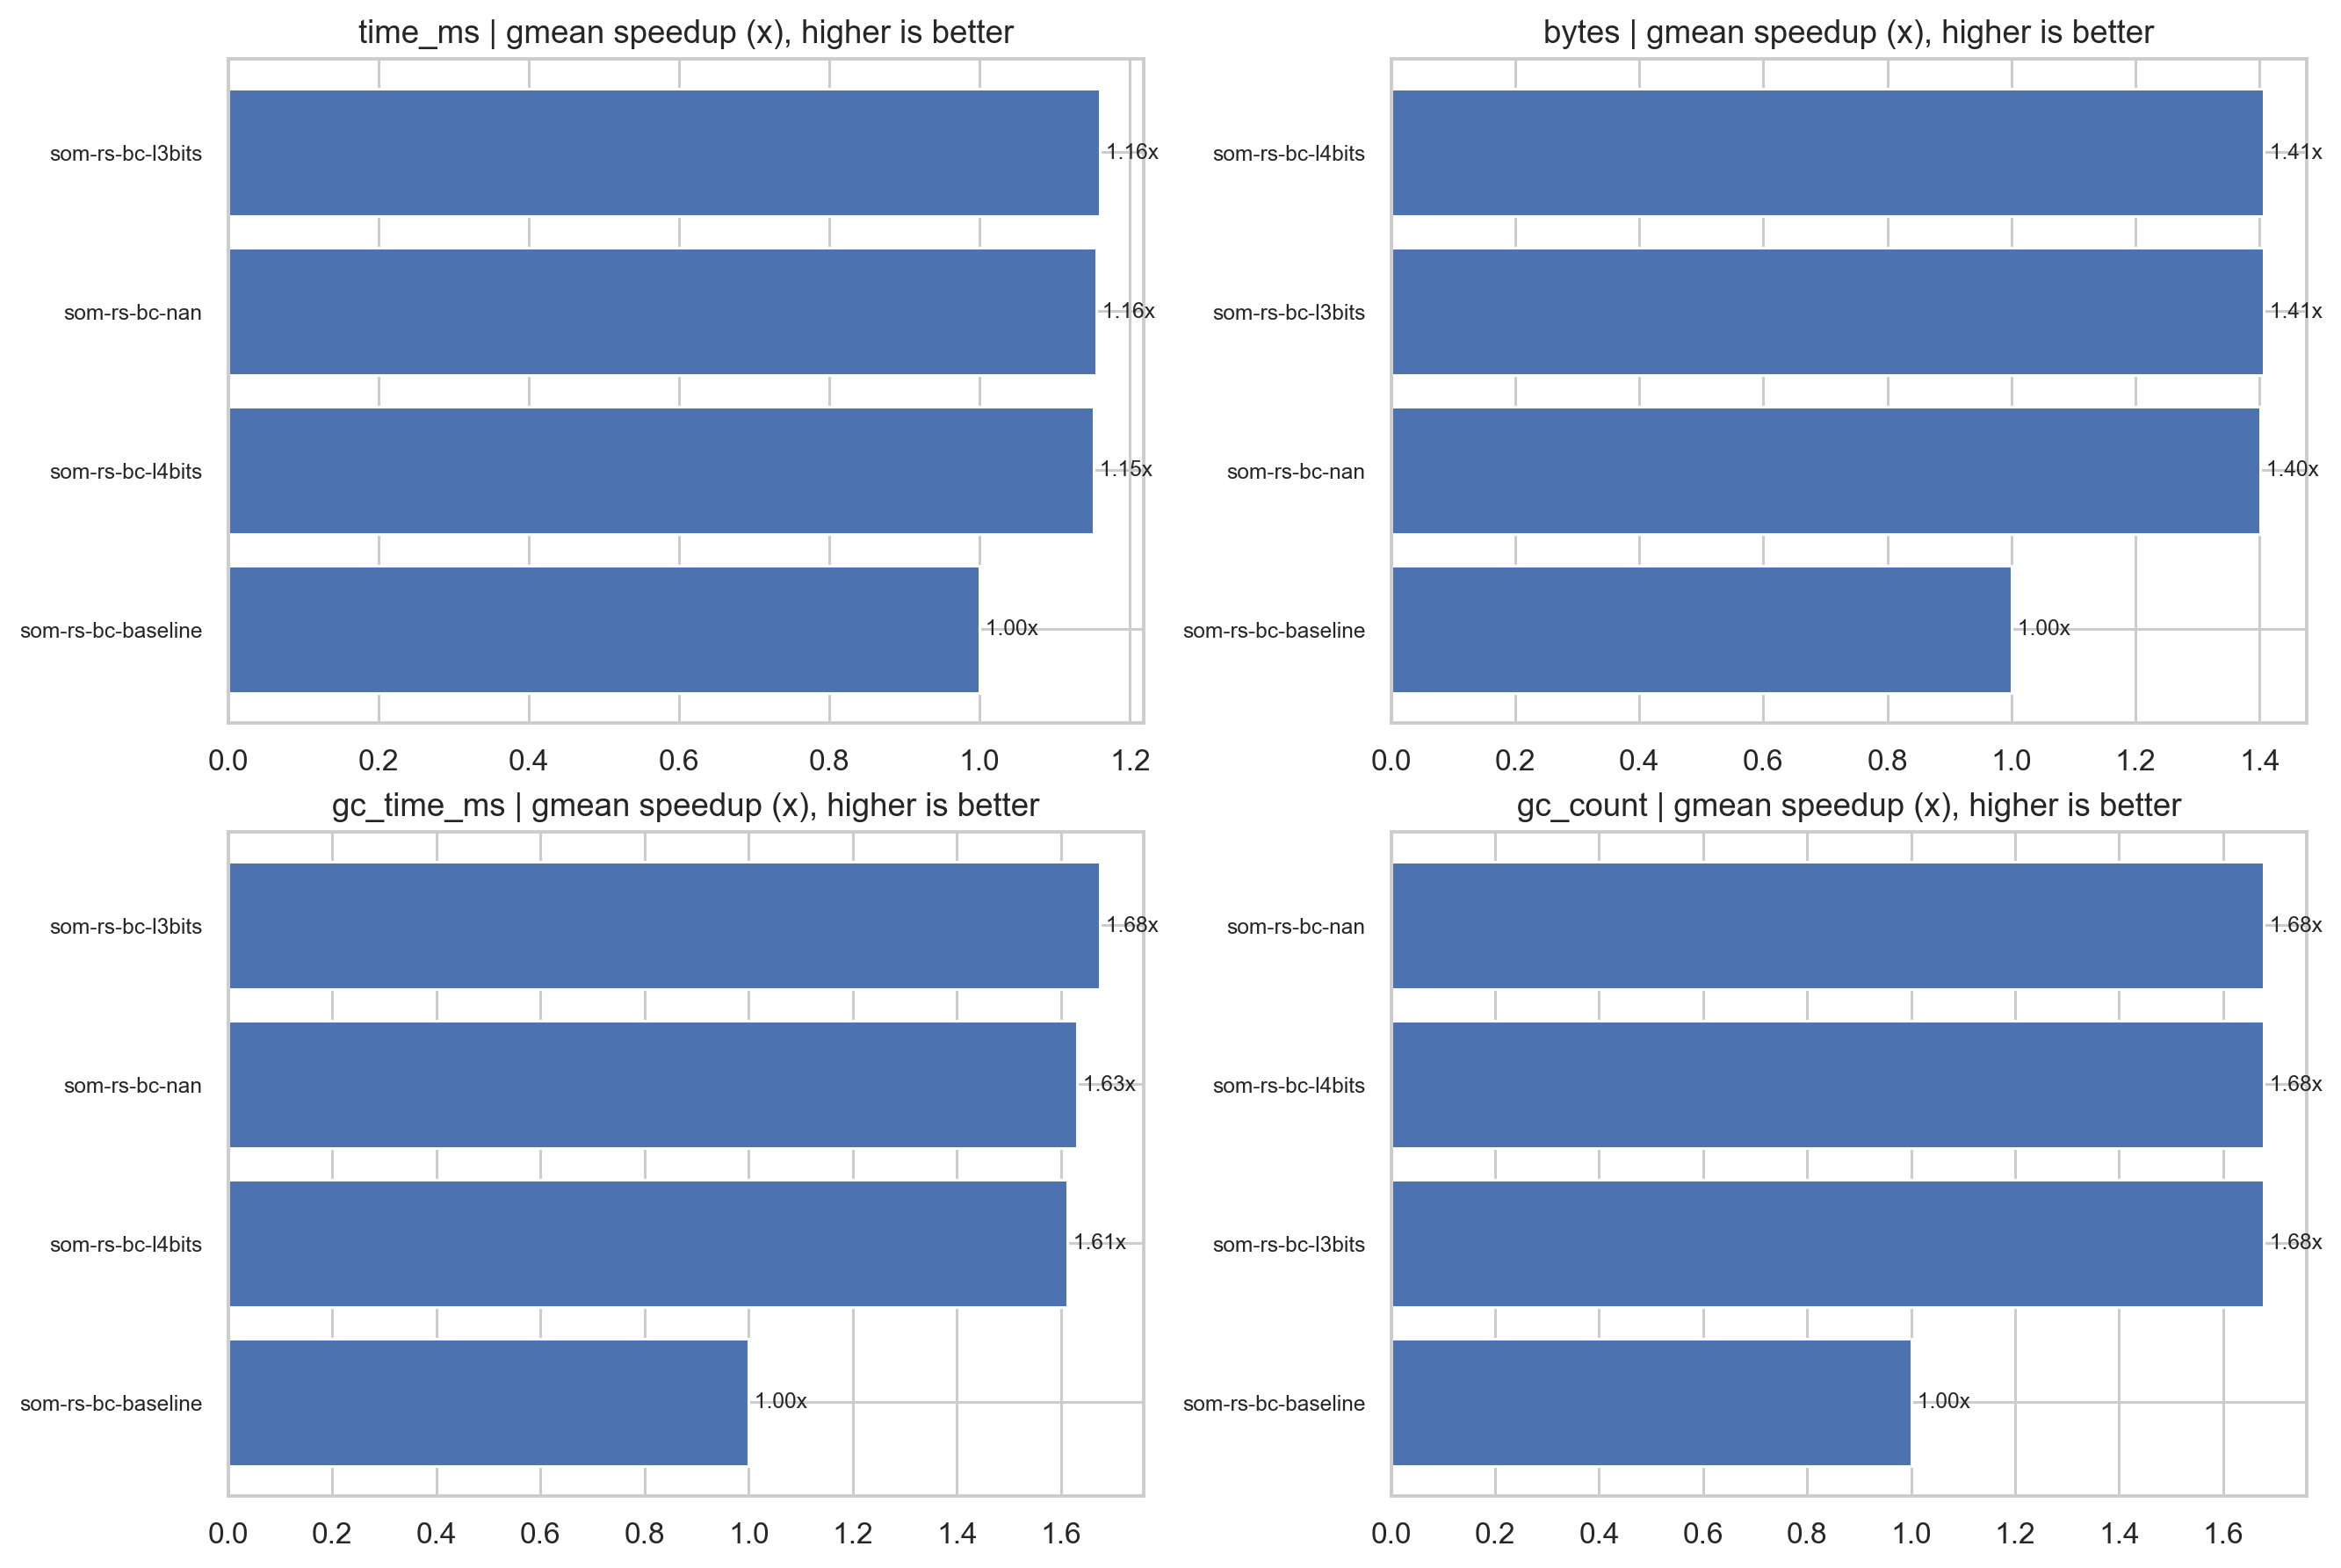 time_ms | gmean speedup (x), higher is better
som-rs-bc-l3bits
1.16x
som-rs-bc-nan
1.16x
som-rs-bc-l4bits
1.15x
som-rs-bc-baseline
1.00x
0.0 0.2 0.4 0.6 0.8 1.0 1.2
bytes | gmean speedup (x), higher is better
som-rs-bc-l4bits
1.41x
som-rs-bc-l3bits
1.41x
som-rs-bc-nan
1.40x
som-rs-bc-baseline
1.00x
0.0 0.2 0.4 0.6 0.8 1.0 1.2 1.4
gc_time_ms | gmean speedup (x), higher is better
som-rs-bc-l3bits
1.68x
som-rs-bc-nan
1.63x
som-rs-bc-l4bits
1.61x
som-rs-bc-baseline
1.00x
0.0 0.2 0.4 0.6 0.8 1.0 1.2 1.4 1.6
gc_count | gmean speedup (x), higher is better
som-rs-bc-nan
1.68x
som-rs-bc-l4bits
1.68x
som-rs-bc-l3bits
1.68x
som-rs-bc-baseline
1.00x
0.0 0.2 0.4 0.6 0.8 1.0 1.2 1.4 1.6